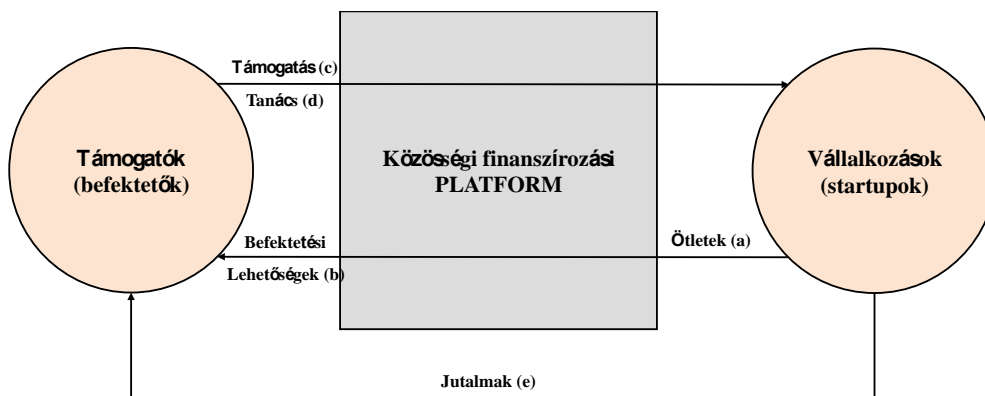 Támogatás (c)
Tanács (d)
Támogatók
(befektetők)
Közösségi finanszírozási
PLATFORM
Vállalkozások
(startupok)
Befektetési
Lehetőségek (b)
Ötletek (a)
Jutalmak (e)